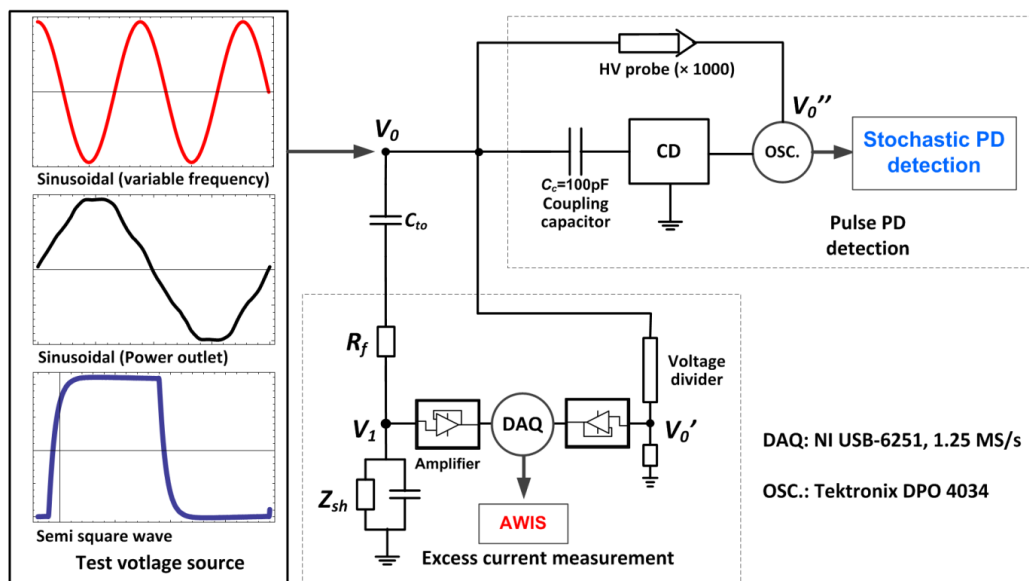 Sinusoidal (variable frequency)
Sinusoidal (Power outlet)
Semi square wave
Test votlage source
V0
Cto
Rf
V1
Zsh
Amplifier
DAQ
AWIS
Excess current measurement
Voltage
divider
V0'
HV probe (× 1000)
Cc=100pF
Coupling
capacitor
CD
V0''
OSC.
Stochastic PD
detection
Pulse PD
detection
DAQ: NI USB-6251, 1.25 MS/s
OSC.: Tektronix DPO 4034